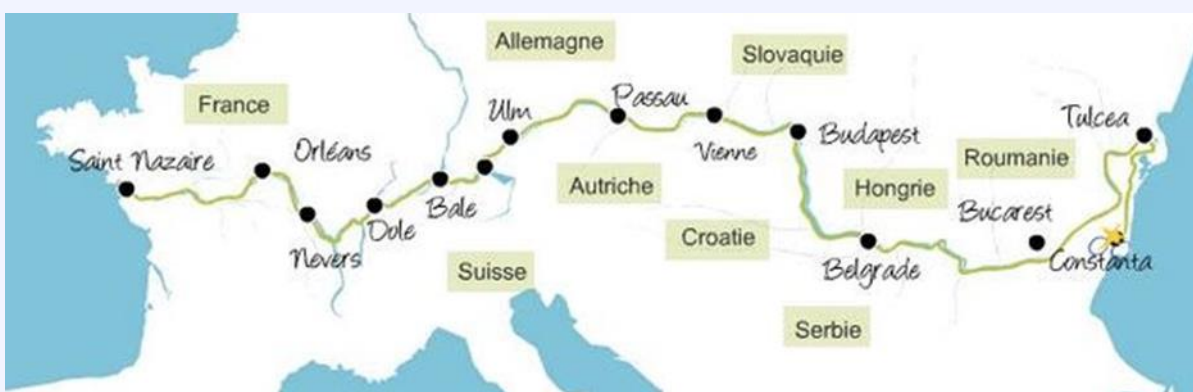 Allemagne
Slovaquie
France
Ulm
Passau
Tulcea
Saint Nazaire
Orléans
Vienne
Budapest
Roumanie
Autriche
Hongrie
Bale
Dole
Bucarest
Nevers
Croatie
Suisse
Belgrade
Constanta
Serbie